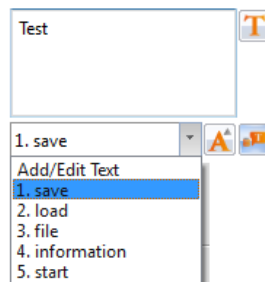 Test
T
1. save
A
Add/Edit Text
1. save
2. load
3. file
4. information
5. start